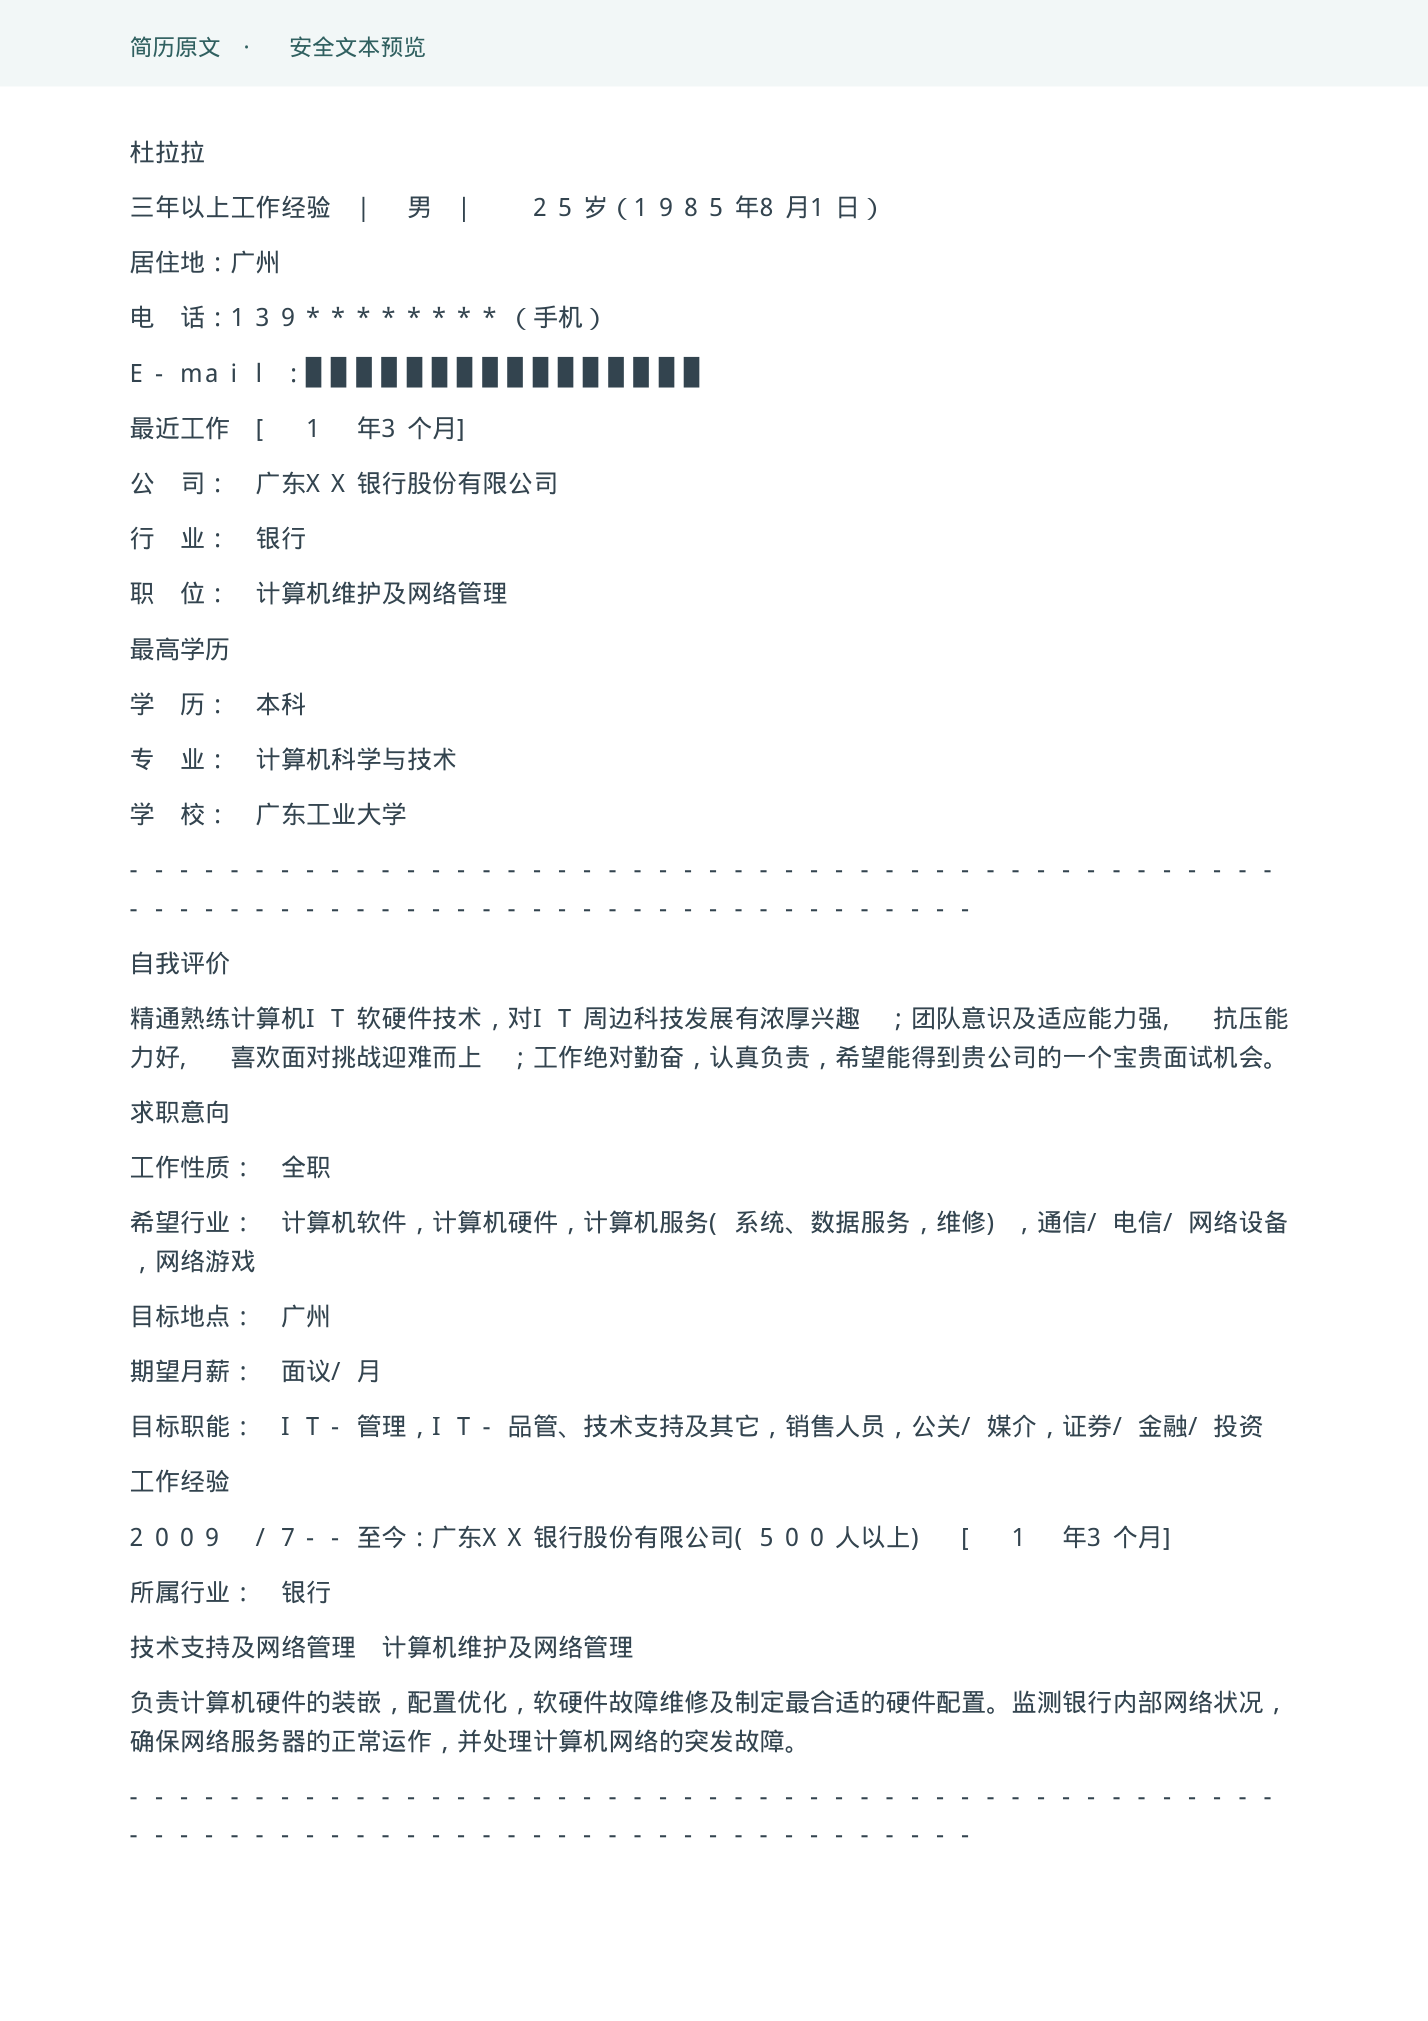 简历原文 · 安全文本预览
杜拉拉
三年以上工作经验 | 男 | 25岁(1985年8月1日)
居住地:广州
电 话:139********(手机)
E-mail :████████████████
最近工作 [ 1 年3个月]
公 司: 广东XX银行股份有限公司
行 业: 银行
职 位: 计算机维护及网络管理
最高学历
学 历: 本科
专 业: 计算机科学与技术
学 校: 广东工业大学
----------------------------------------------
----------------------------------
自我评价
精通熟练计算机IT软硬件技术,对IT周边科技发展有浓厚兴趣 ;团队意识及适应能力强, 抗压能
力好, 喜欢面对挑战迎难而上 ;工作绝对勤奋,认真负责,希望能得到贵公司的一个宝贵面试机会。
求职意向
工作性质: 全职
希望行业: 计算机软件,计算机硬件,计算机服务(系统、数据服务,维修) ,通信/电信/网络设备
,网络游戏
目标地点: 广州
期望月薪: 面议/月
目标职能: IT-管理,IT-品管、技术支持及其它,销售人员,公关/媒介,证券/金融/投资
工作经验
2009 /7--至今:广东XX银行股份有限公司(500人以上) [ 1 年3个月]
所属行业: 银行
技术支持及网络管理 计算机维护及网络管理
负责计算机硬件的装嵌,配置优化,软硬件故障维修及制定最合适的硬件配置。监测银行内部网络状况,
确保网络服务器的正常运作,并处理计算机网络的突发故障。
----------------------------------------------
----------------------------------